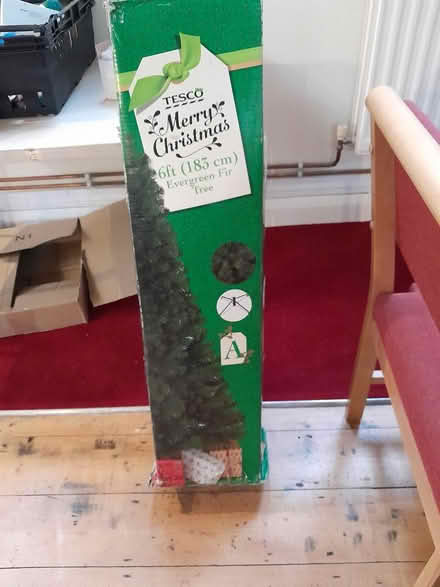 TESCO
Merry
Christmas
6ft (183 cm)
Evergreen Fir
Tree
A